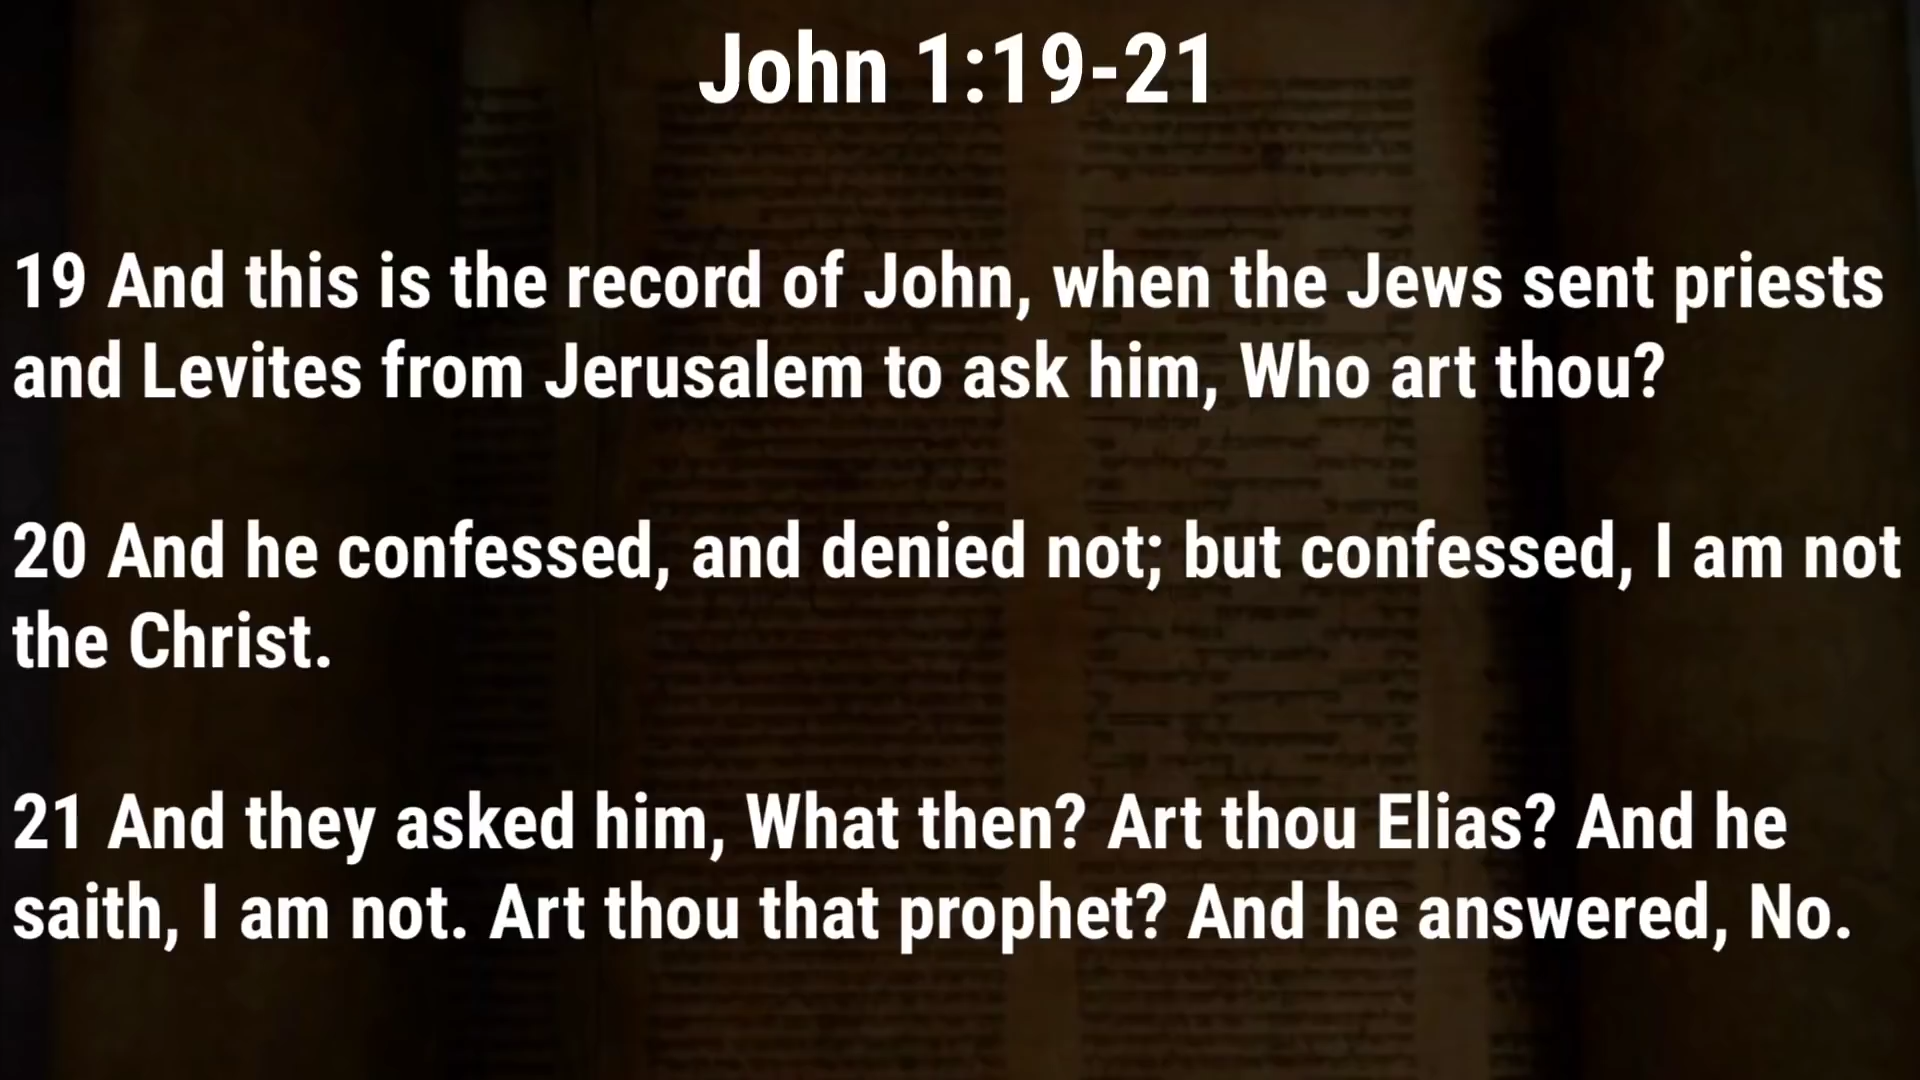 John 1:19-21
19 And this is the record of John, when the Jews sent priests
and Levites from Jerusalem to ask him, Who art thou?
20 And he confessed, and denied not; but confessed, I am not
the Christ.
21 And they asked him, What then? Art thou Elias? And he
saith, I am not. Art thou that prophet? And he answered, No.